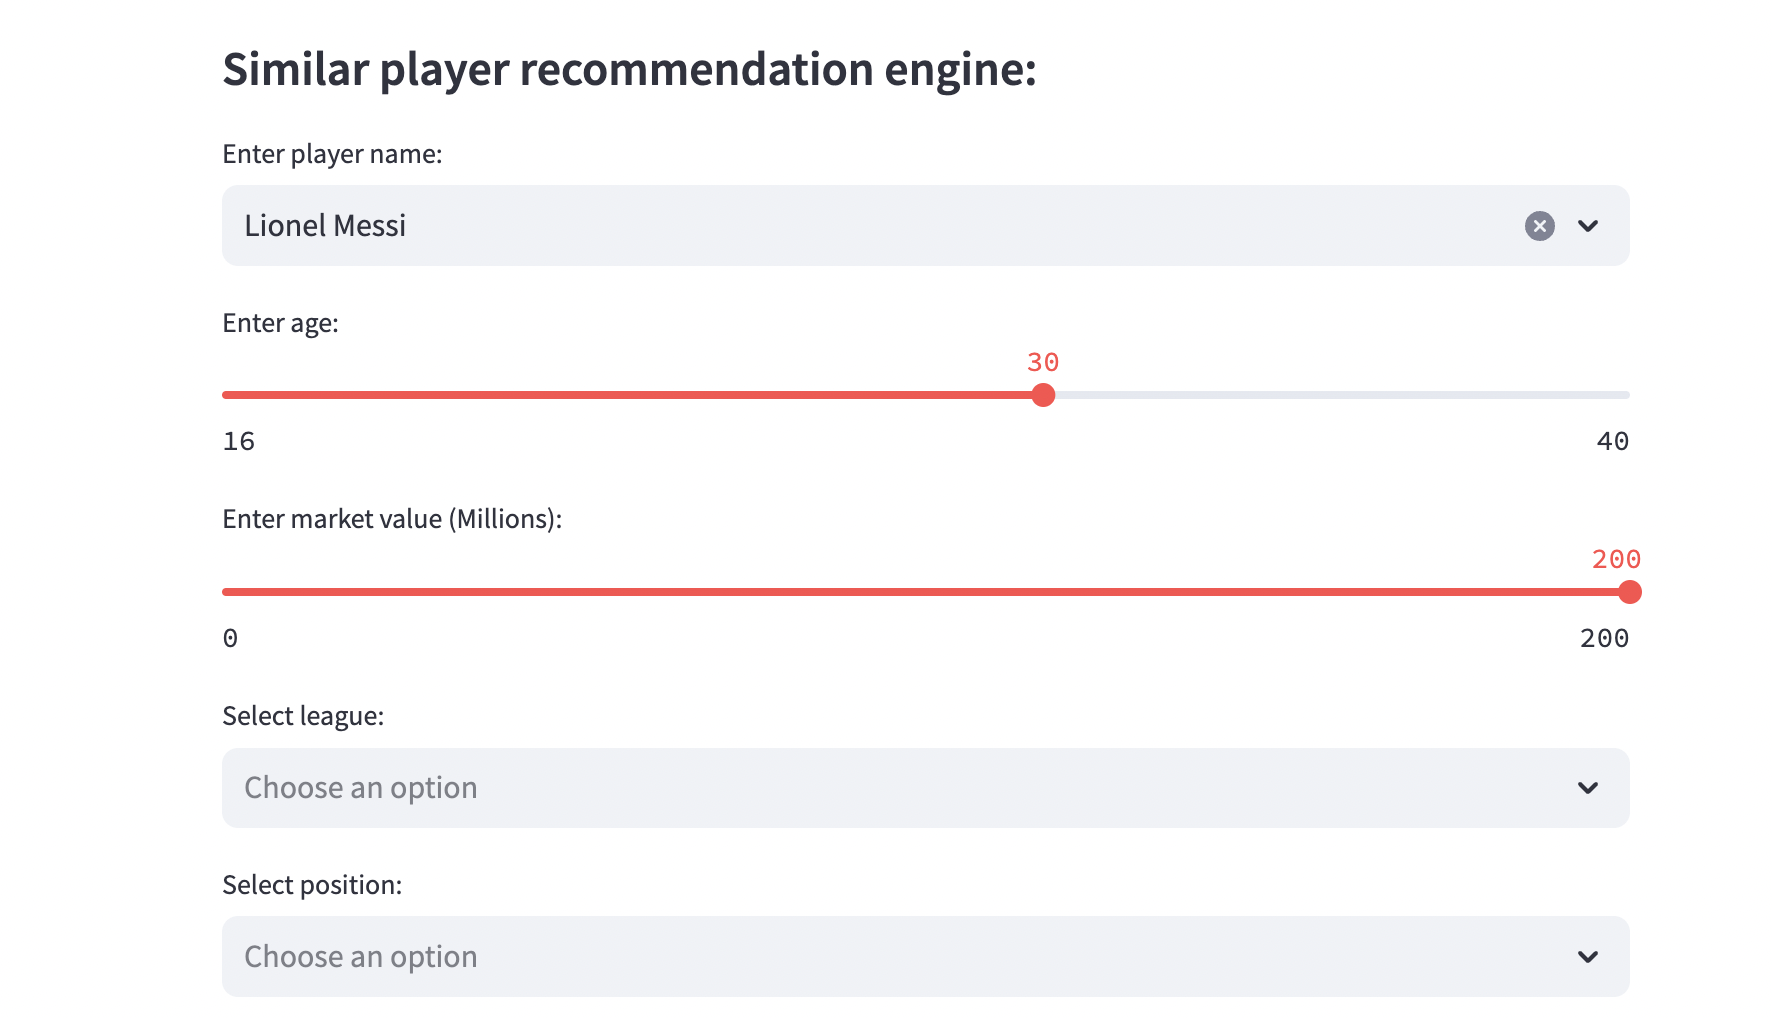 Similar player recommendation engine:
Enter player name:
Lionel Messi
Enter age:
30
16 40
Enter market value (Millions):
200
0 200
Select league:
Choose an option
Select position:
Choose an option